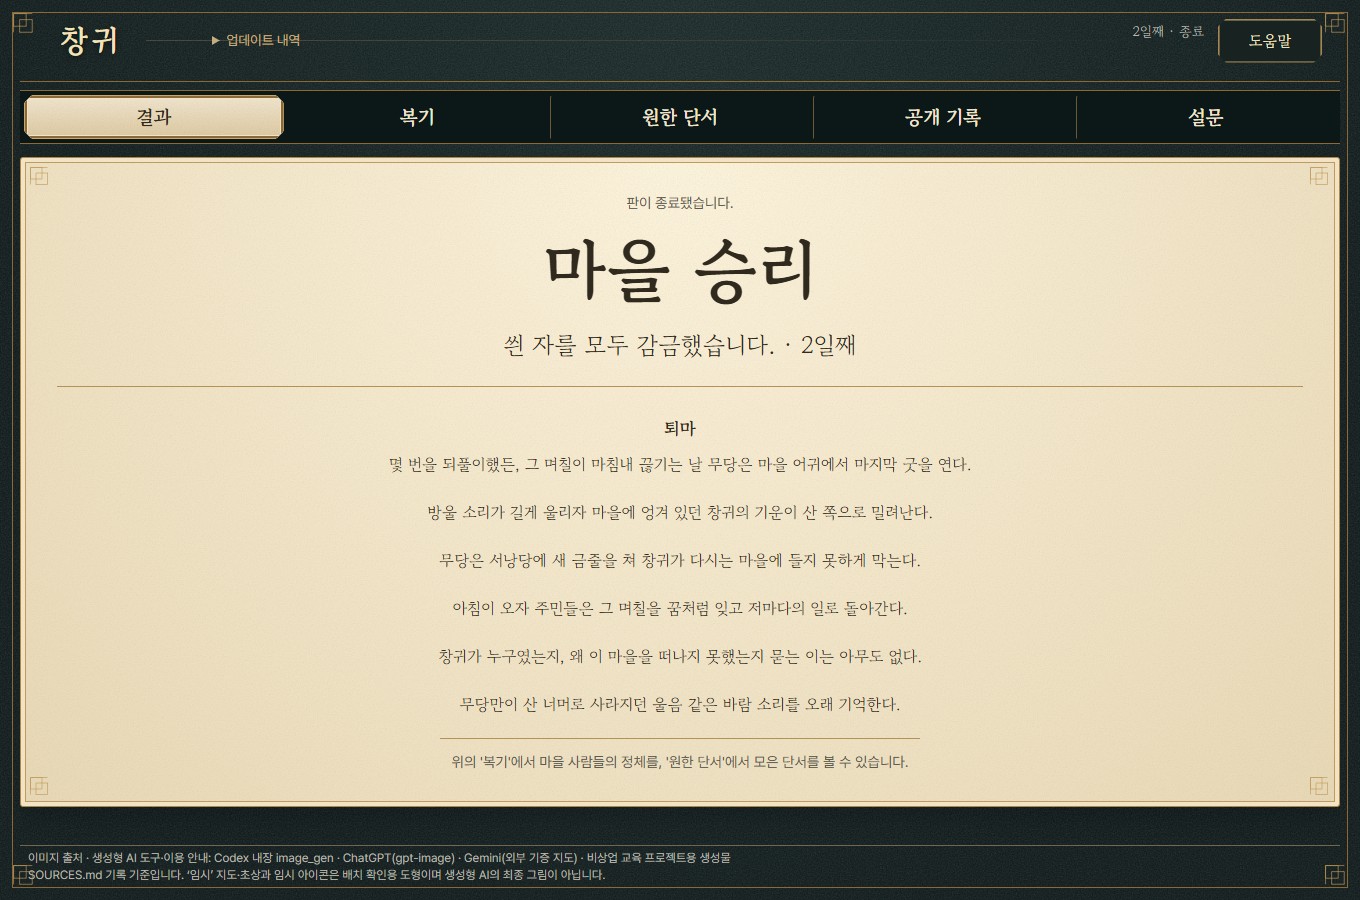 창귀
▶ 업데이트 내역
2일째 · 종료
도움말
결과
복기
원한 단서
공개 기록
설문
판이 종료됐습니다.
마을 승리
씐 자를 모두 감금했습니다. · 2일째
퇴마
몇 번을 되풀이했든, 그 며칠이 마침내 끊기는 날 무당은 마을 어귀에서 마지막 굿을 연다.
방울 소리가 길게 울리자 마을에 엉겨 있던 창귀의 기운이 산 쪽으로 밀려난다.
무당은 서낭당에 새 금줄을 쳐 창귀가 다시는 마을에 들지 못하게 막는다.
아침이 오자 주민들은 그 며칠을 꿈처럼 잊고 저마다의 일로 돌아간다.
창귀가 누구였는지, 왜 이 마을을 떠나지 못했는지 묻는 이는 아무도 없다.
무당만이 산 너머로 사라지던 울음 같은 바람 소리를 오래 기억한다.
위의 '복기'에서 마을 사람들의 정체를, '원한 단서'에서 모은 단서를 볼 수 있습니다.
이미지 출처 · 생성형 AI 도구·이용 안내: Codex 내장 image_gen · ChatGPT(gpt-image) · Gemini(외부 기증 지도) · 비상업 교육 프로젝트용 생성물
SOURCES.md 기록 기준입니다. ‘임시’ 지도·초상과 임시 아이콘은 배치 확인용 도형이며 생성형 AI의 최종 그림이 아닙니다.